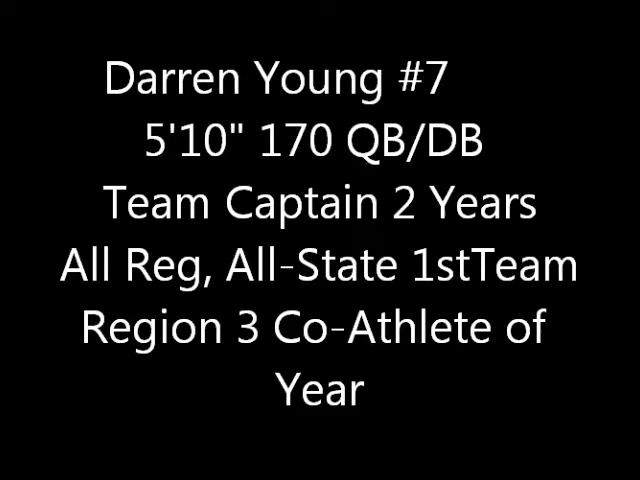 Darren Young #7
5'10" 170 QB/DB
Team Captain 2 Years
All Reg, All-State 1stTeam
Region 3 Co-Athlete of
Year